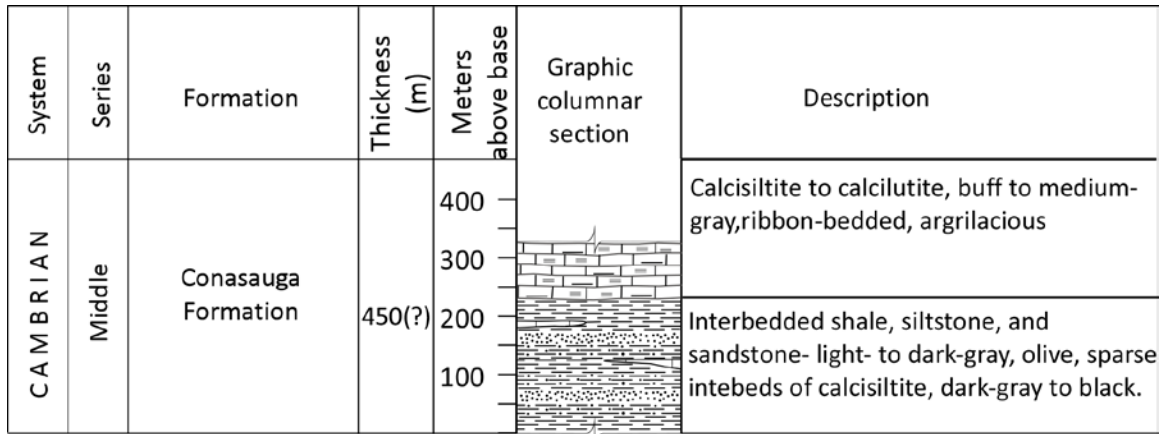 System
Series
Formation
Thickness
(m)
Meters
above base
Graphic
columnar
section
Description
CAMBRIAN
Middle
Conasauga
Formation
450(?)
400
300
200
100
Calcisiltite to calcilutite, buff to medium-
gray,ribbon-bedded, argrilacious
Interbedded shale, siltstone, and
sandstone- light- to dark-gray, olive, sparse
intebeds of calcisiltite, dark-gray to black.